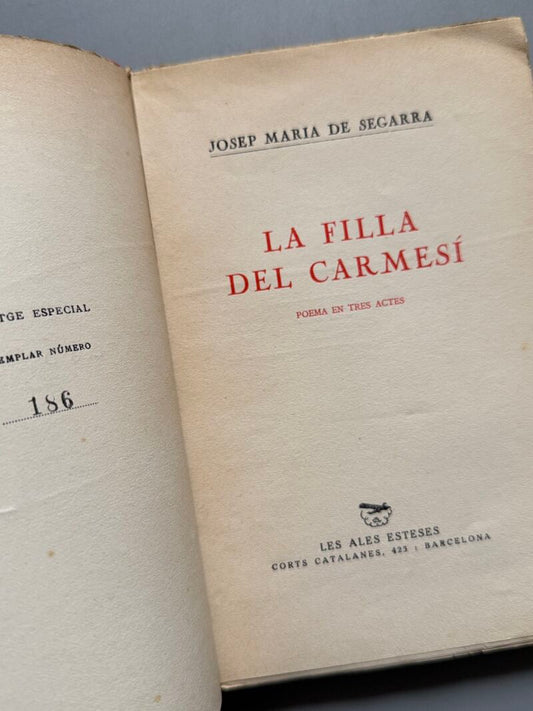 TGE ESPECIAL
EMPLAR NÚMERO
186
JOSEP MARIA DE SEGARRA
LA FILLA
DEL CARMESÍ
POEMA EN TRES ACTES
LES ALES ESTESES
CORTS CATALANES, 423 : BARCELONA